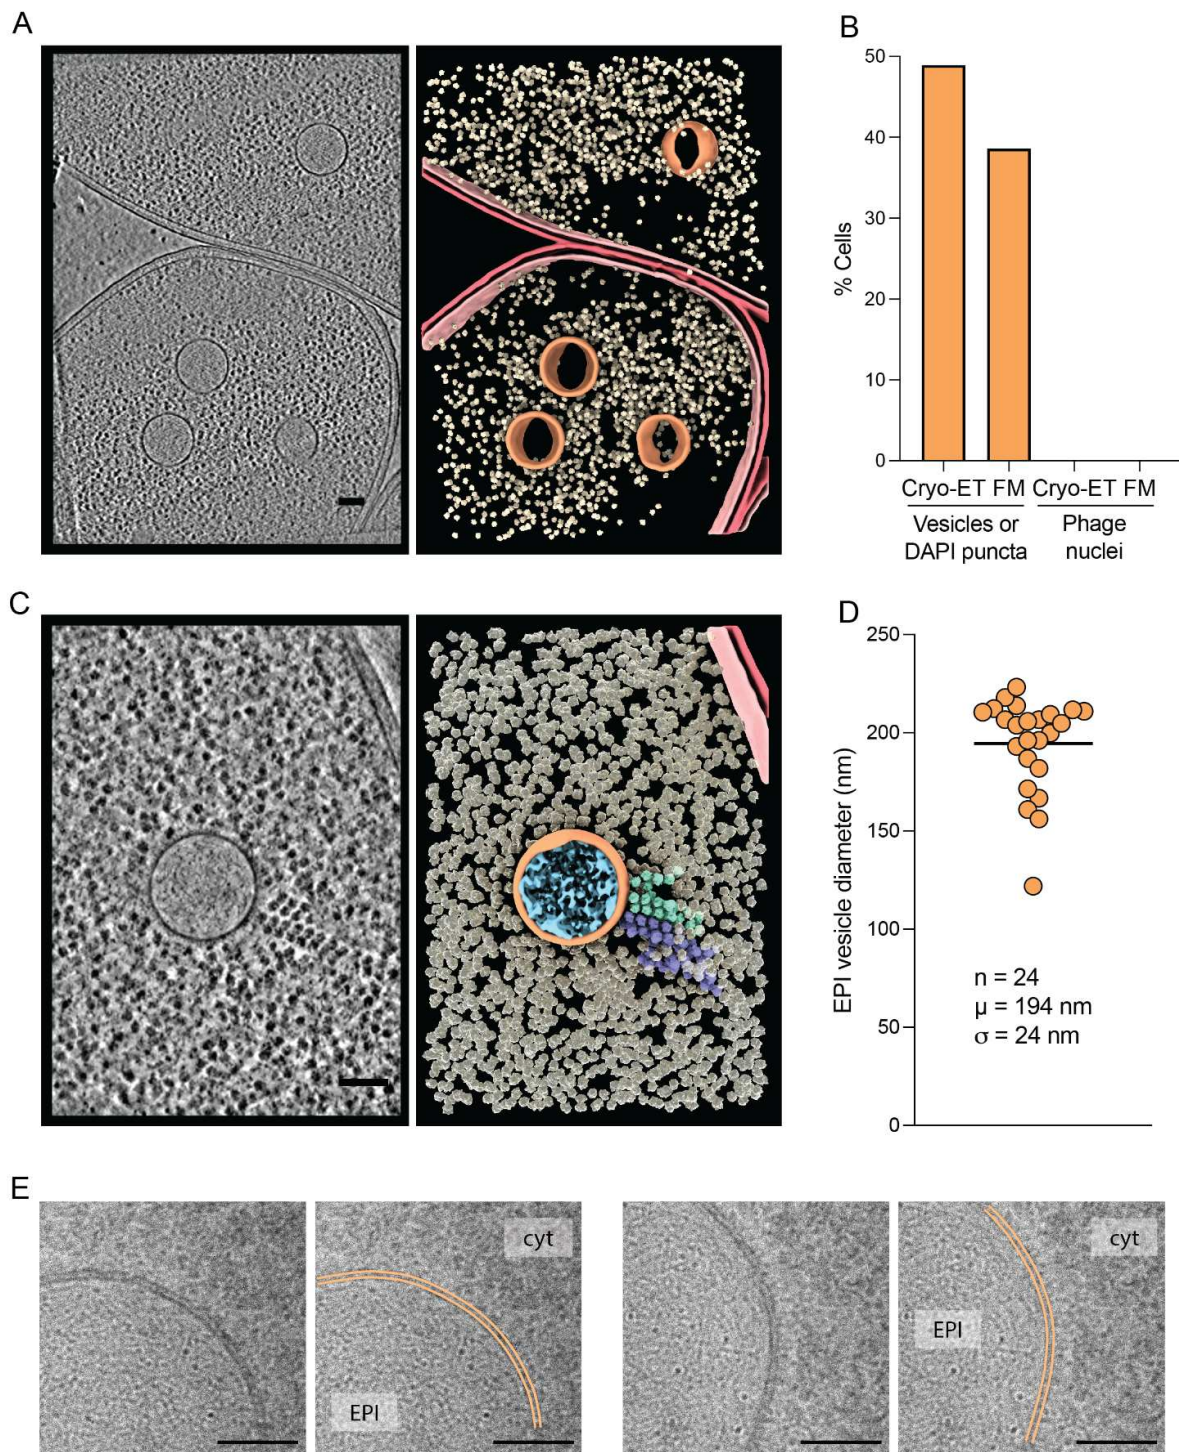 A
B
50
40
30
20
10
0
% Cells
Cryo-ET FM Cryo-ET FM
Vesicles or
DAPI puncta
Phage
nuclei
C
D
250
200
150
100
50
0
EPI vesicle diameter (nm)
n = 24
μ = 194 nm
σ = 24 nm
E
cyt
EPI
cyt
EPI